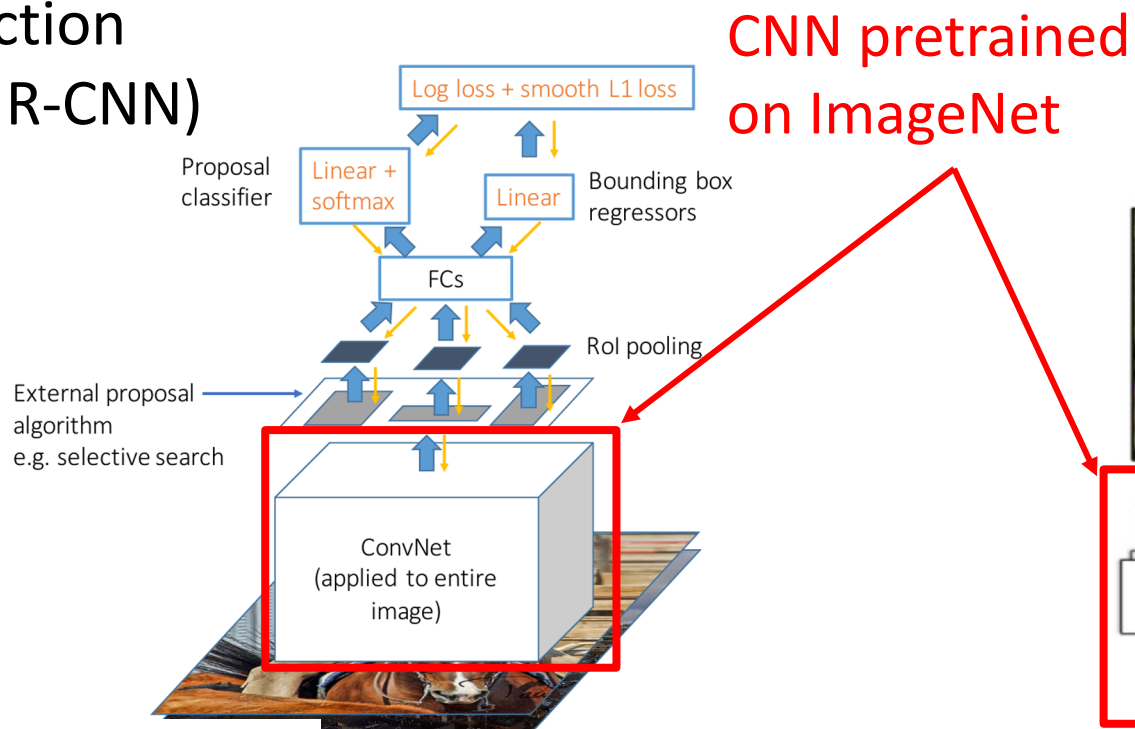 ction
R-CNN)
CNN pretrained
on ImageNet
Log loss + smooth L1 loss
Proposal
classifier
Linear +
softmax
Linear
Bounding box
regressors
FCs
RoI pooling
External proposal
algorithm
e.g. selective search
ConvNet
(applied to entire
image)